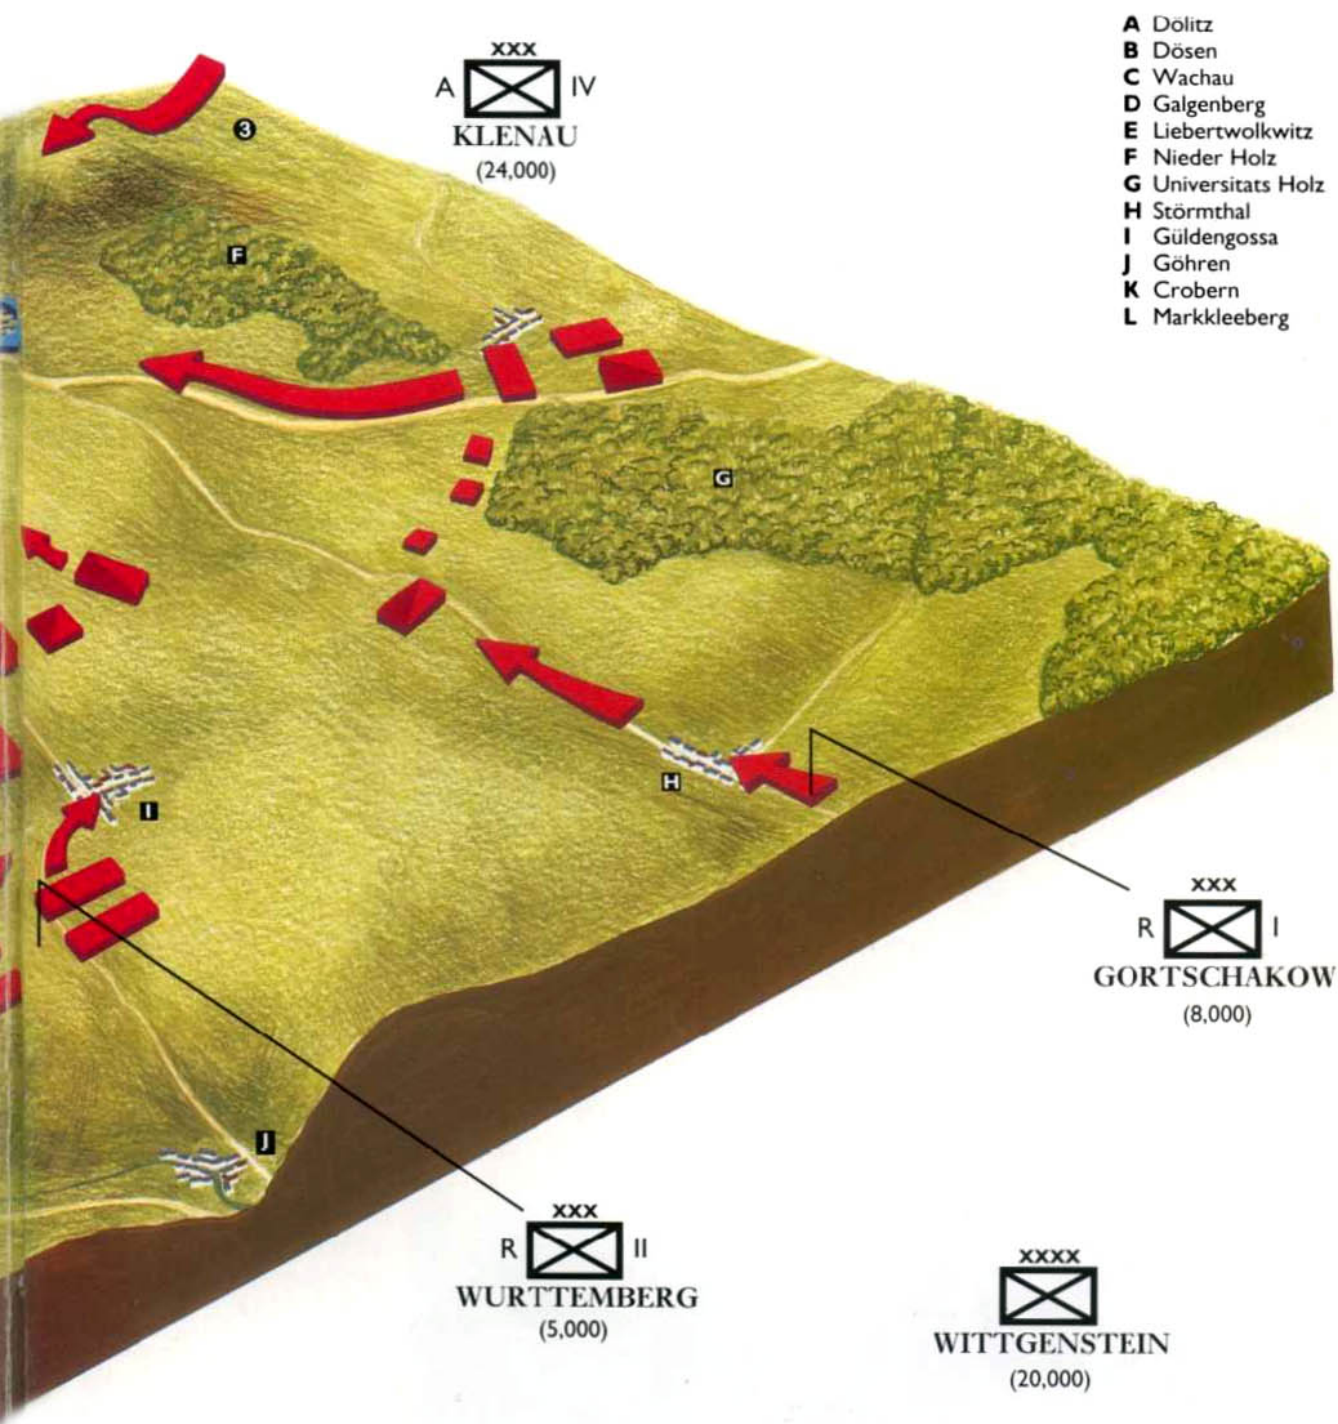 A Dölitz
B Dösen
C Wachau
D Galgenberg
E Liebertwolkwitz
F Nieder Holz
G Universitats Holz
H Störmthal
I Güldengossa
J Göhren
K Crobern
L Markkleeberg
xxx
A IV
KLENAU
(24,000)
3
F
G
H
I
J
xxx
R I
GORTSCHAKOW
(8,000)
xxx
R II
WURTTEMBERG
(5,000)
xxxx
WITTGENSTEIN
(20,000)